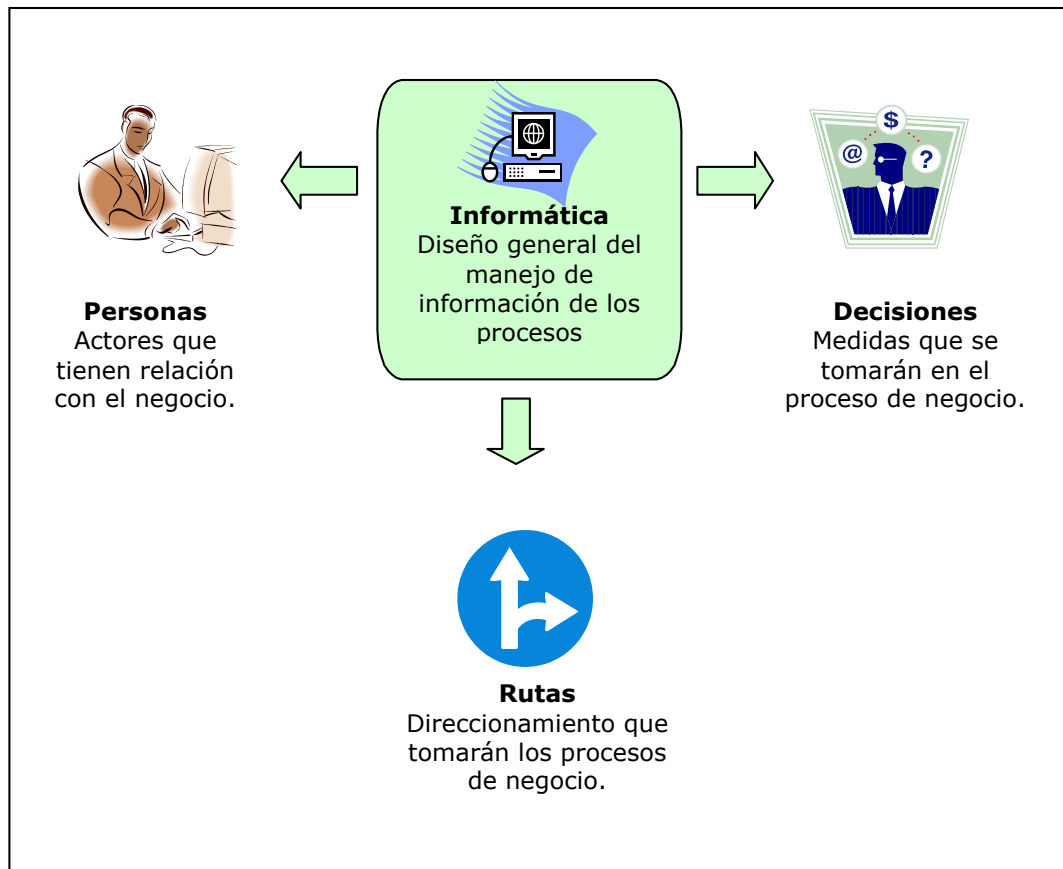 $
@
?
Informática
Diseño general del
manejo de
información de los
procesos
Personas
Actores que
tienen relación
con el negocio.
Decisiones
Medidas que se
tomarán en el
proceso de negocio.
Rutas
Direccionamiento que
tomarán los procesos
de negocio.